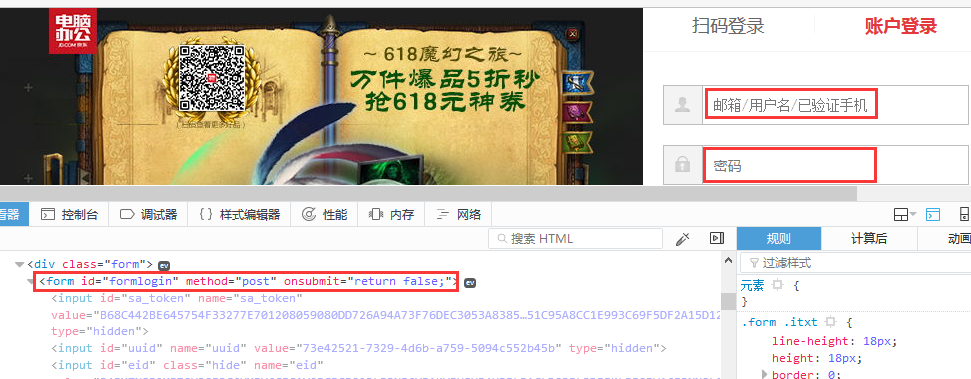 电脑
办公
JD.COM 京东
~ 618魔幻之旅~
万件爆品5折秒
抢618元神券
扫码登录
账户登录
邮箱/用户名/已验证手机
密码
看器
控制台
调试器
样式编辑器
性能
内存
网络
搜索 HTML
规则
计算后
动画
过滤样式
<div class="form"> ev
<form id="formlogin" method="post" onsubmit="return false;"> ev
<input id="sa_token" name="sa_token"
value="B68C442BE645754F33277E701208059080DD726A94A73F76DEC3053A8385…51C95A8CC1E993C69F5DF2A15D12
type="hidden">
<input id="uuid" name="uuid" value="73e42521-7329-4d6b-a759-5094c552b45b" type="hidden">
<input id="eid" class="hide" name="eid"
元素 {
}
.form .itxt {
line-height: 18px;
height: 18px;
border: 0;